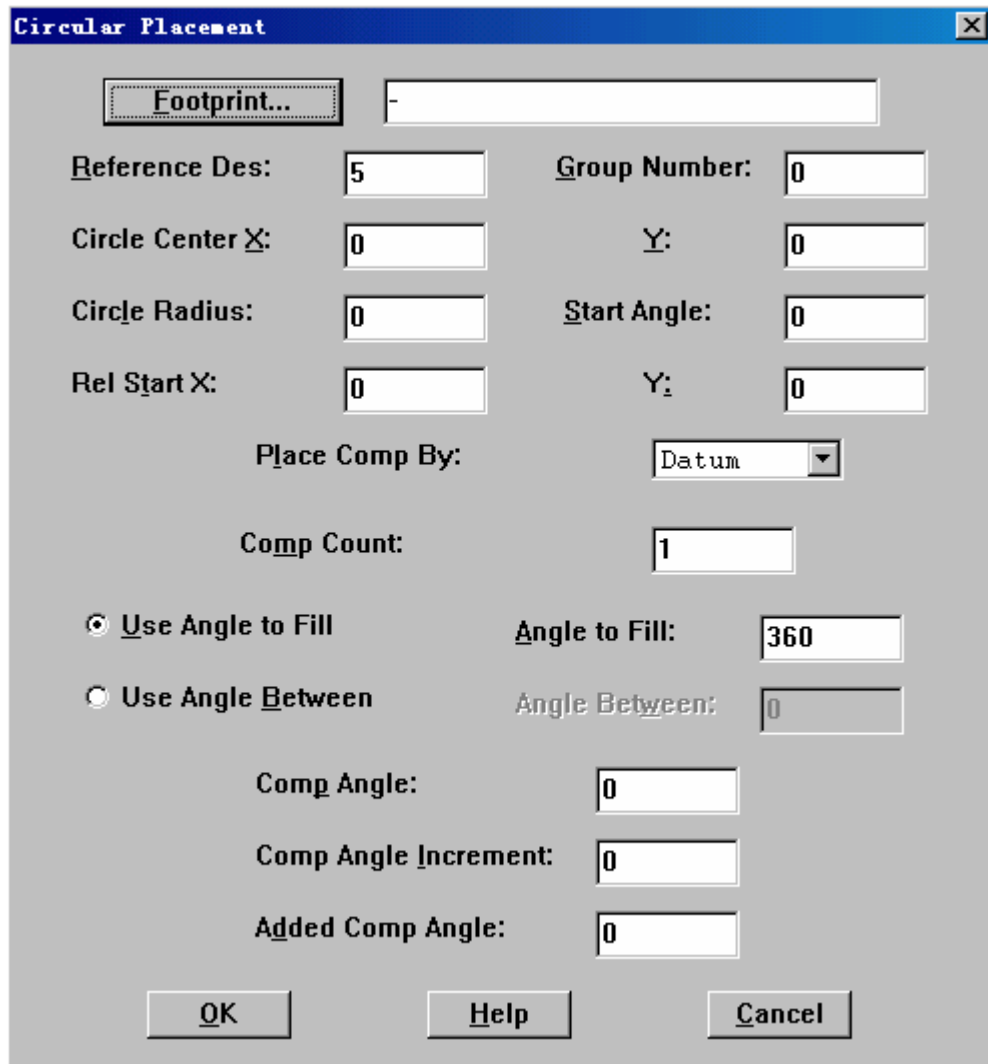 Circular Placement
Footprint... -
Reference Des: 5 Group Number: 0
Circle Center X: 0 Y: 0
Circle Radius: 0 Start Angle: 0
Rel Start X: 0 Y: 0
Place Comp By: Datum
Comp Count: 1
Use Angle to Fill Angle to Fill: 360
Use Angle Between Angle Between: 0
Comp Angle: 0
Comp Angle Increment: 0
Added Comp Angle: 0
OK Help Cancel